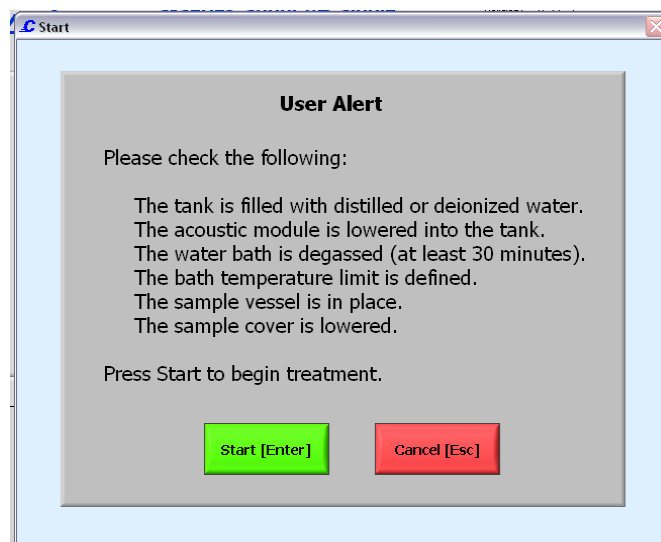 Start
User Alert
Please check the following:
The tank is filled with distilled or deionized water.
The acoustic module is lowered into the tank.
The water bath is degassed (at least 30 minutes).
The bath temperature limit is defined.
The sample vessel is in place.
The sample cover is lowered.
Press Start to begin treatment.
Start [Enter]
Cancel [Esc]